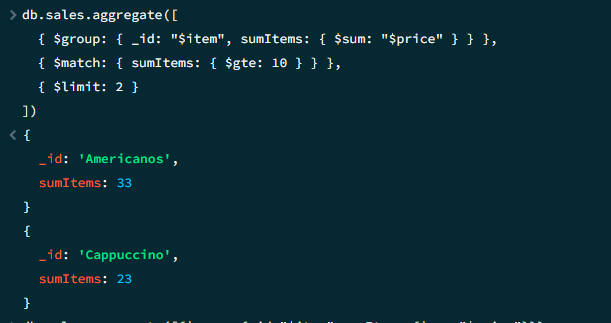 > db.sales.aggregate([
{ $group: { _id: "$item", sumItems: { $sum: "$price" } } },
{ $match: { sumItems: { $gte: 10 } } },
{ $limit: 2 }
])
< {
_id: 'Americanos',
sumItems: 33
}
{
_id: 'Cappuccino',
sumItems: 23
}